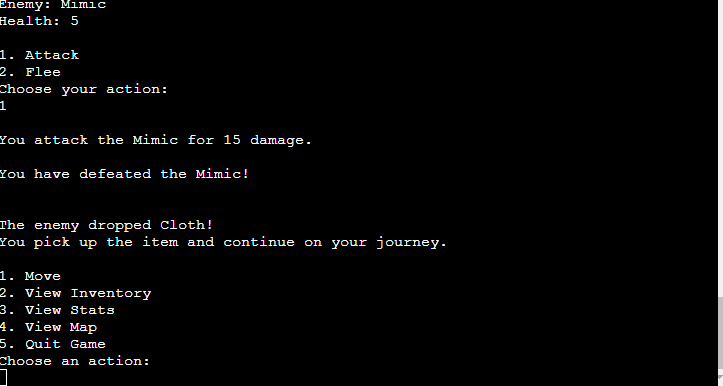 Enemy: Mimic
Health: 5
1. Attack
2. Flee
Choose your action:
1
You attack the Mimic for 15 damage.
You have defeated the Mimic!
The enemy dropped Cloth!
You pick up the item and continue on your journey.
1. Move
2. View Inventory
3. View Stats
4. View Map
5. Quit Game
Choose an action: